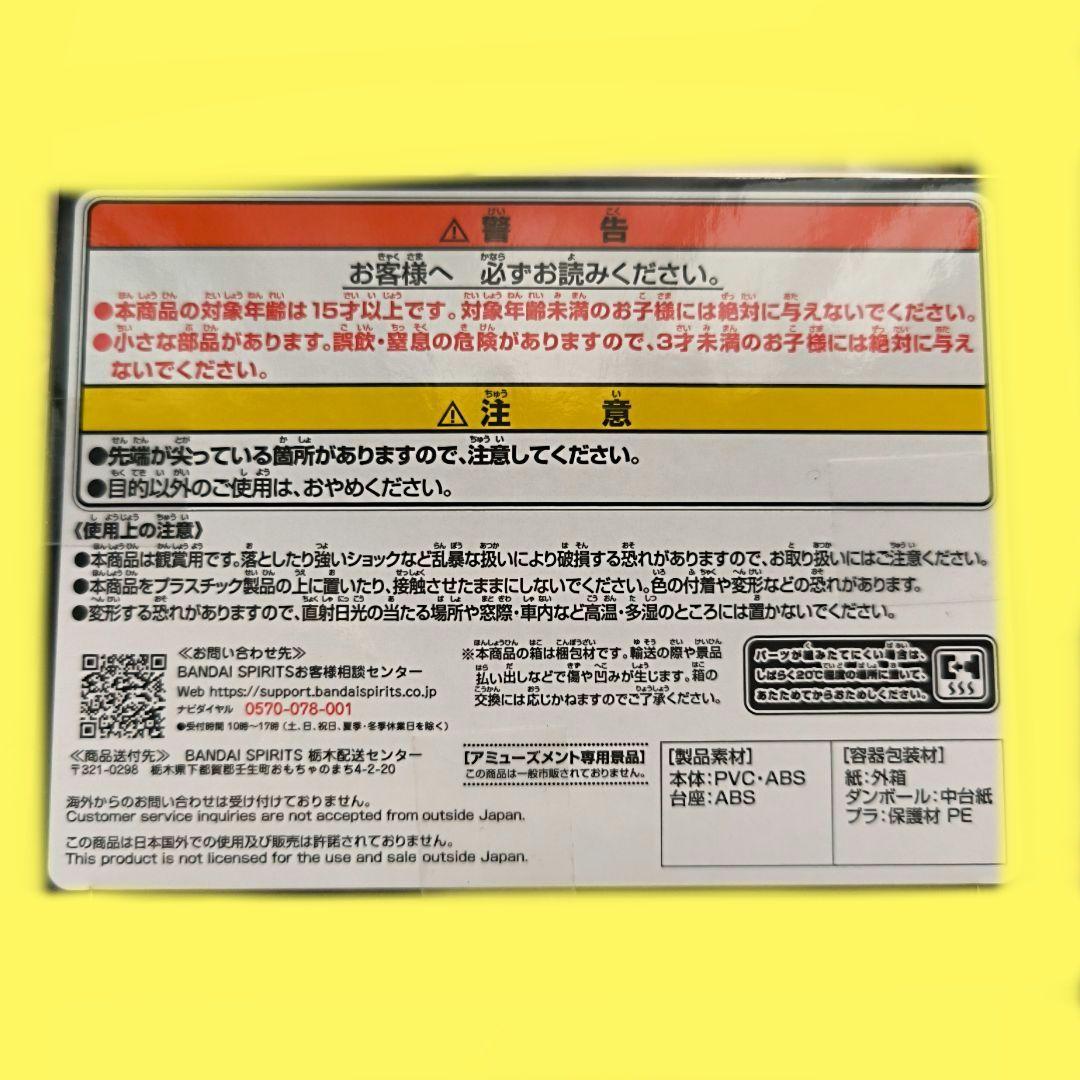 ⚠警告
お客様へ 必ずお読みください。
●本商品の対象年齢は15才以上です。対象年齢未満のお子様には絶対に与えないでください。
●小さな部品があります。誤飲・窒息の危険がありますので、3才未満のお子様には絶対に与え
ないでください。
⚠注意
●先端が尖っている箇所がありますので、注意してください。
●目的以外のご使用は、おやめください。
《使用上の注意》
●本商品は観賞用です。落としたり強いショックなど乱暴な扱いにより破損する恐れがありますので、お取り扱いにはご注意ください。
●本商品をプラスチック製品の上に置いたり、接触させたままにしないでください。色の付着や変形などの恐れがあります。
●変形する恐れがありますので、直射日光の当たる場所や窓際・車内など高温・多湿のところには置かないでください。
≪お問い合わせ先≫
BANDAI SPIRITSお客様相談センター
Web https://support.bandaispirits.co.jp
ナビダイヤル 0570-078-001
●受付時間 10時〜17時(土、日、祝日、夏季・冬季休業日を除く)
※本商品の箱は梱包材です。輸送の際や景品
払い出しなどで傷や凹みが生じます。箱の
交換には応じかねますのでご了承ください。
パーツが組みたてにくい場合は、
しばらく20℃程度の場所に置いて、
あたためてからおためしください。
≪商品送付先≫ BANDAI SPIRITS 栃木配送センター
〒321-0298 栃木県下都賀郡壬生町おもちゃのまち4-2-20
[アミューズメント専用景品]
この商品は一般市販されておりません。
[製品素材]
本体:PVC・ABS
台座:ABS
[容器包装材]
紙:外箱
ダンボール:中台紙
プラ:保護材 PE
海外からのお問い合わせは受け付けておりません。
Customer service inquiries are not accepted from outside Japan.
この商品は日本国外での使用及び販売は許諾されておりません。
This product is not licensed for the use and sale outside Japan.